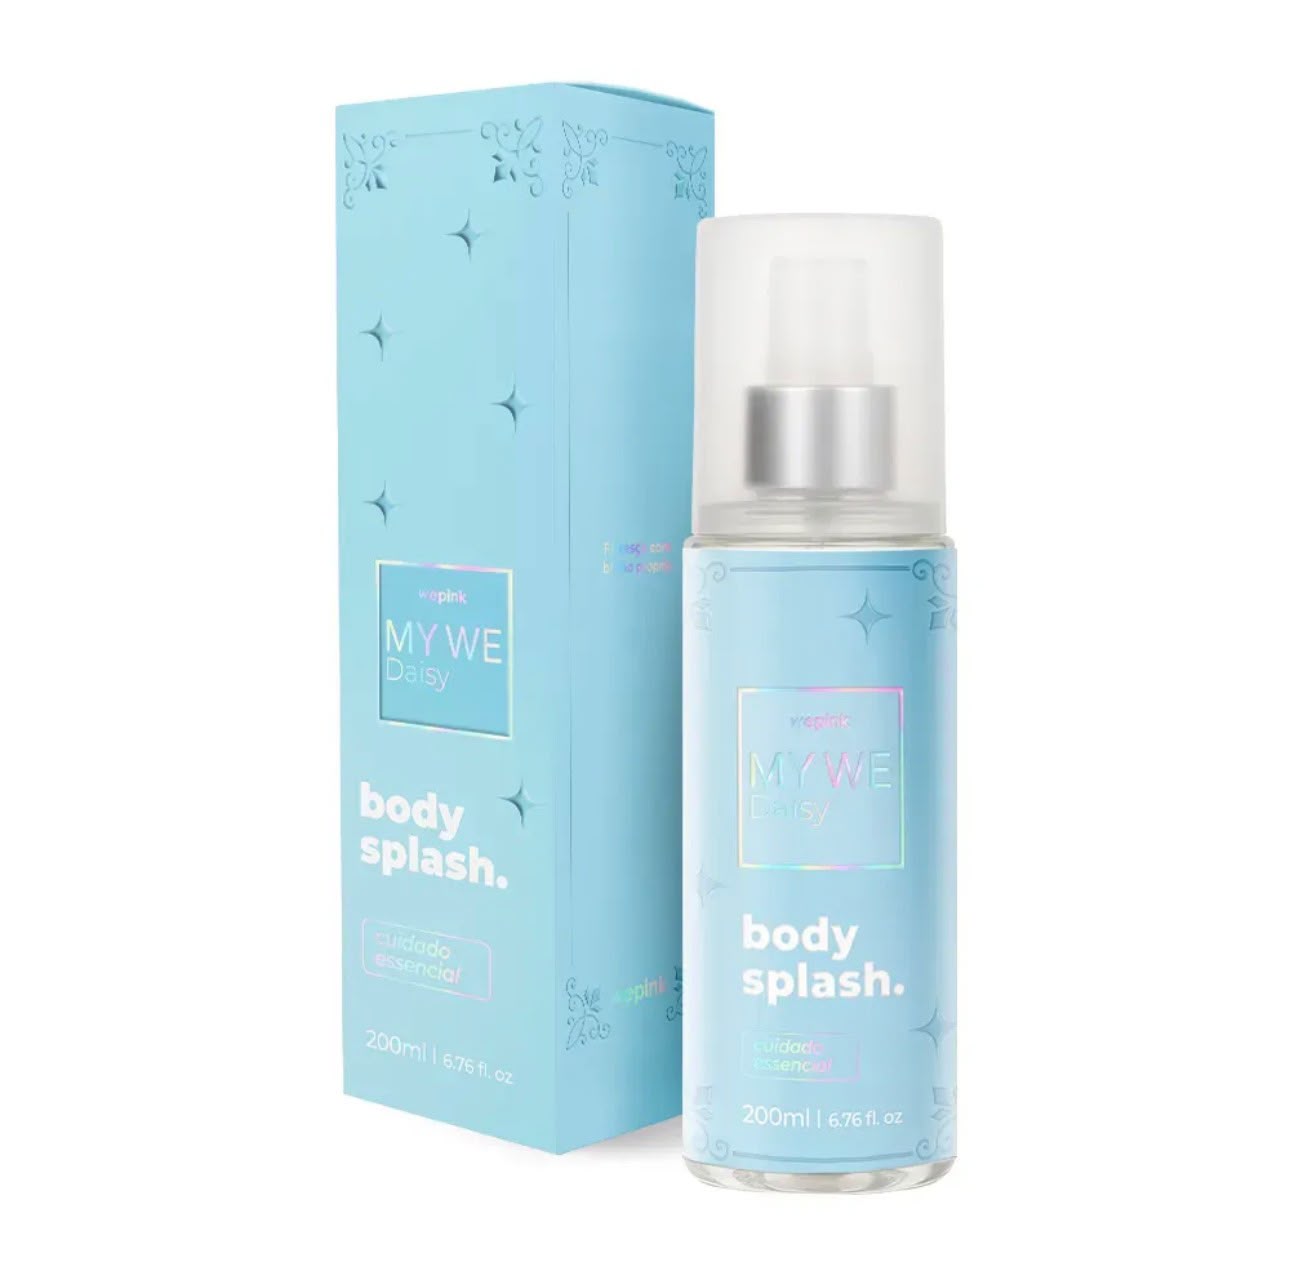 wepink
MY WE
Daisy
body
splash.
cuidado
essencial
200ml | 6.76 fl. oz
wepink
wepink
MY WE
Daisy
body
splash.
cuidado
essencial
200ml | 6.76 fl. oz